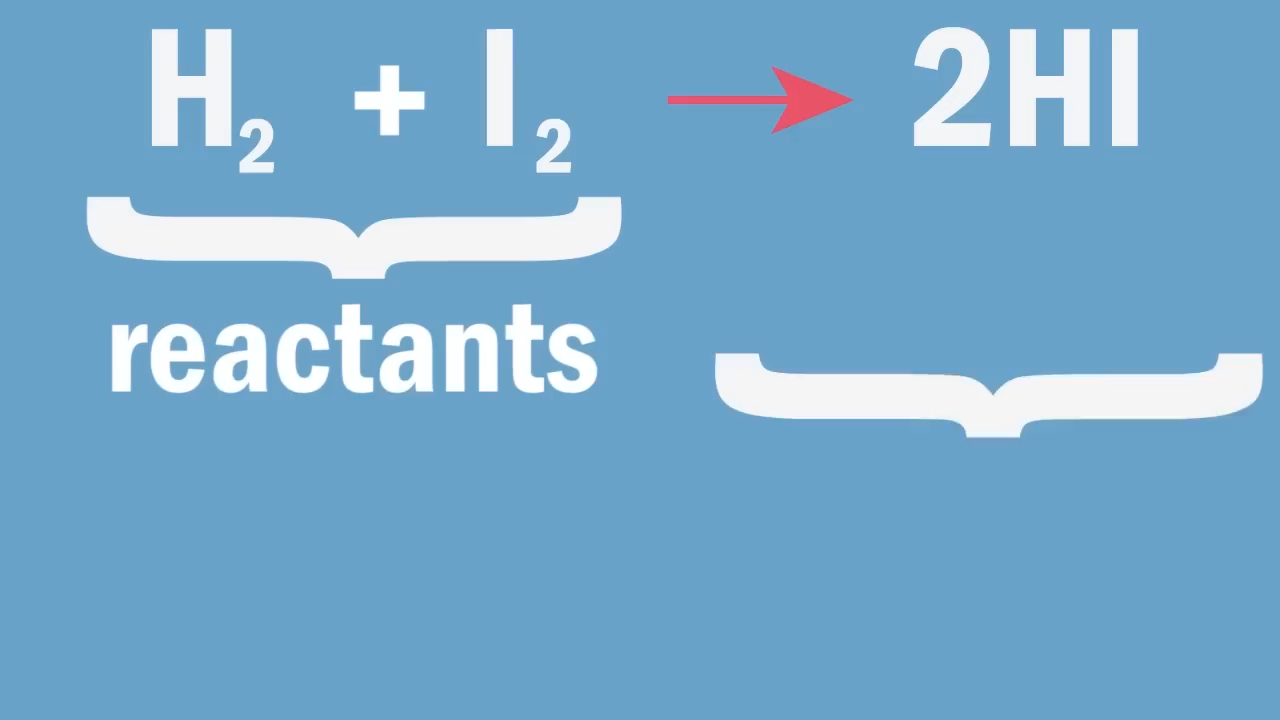 H₂ + I₂ → 2HI
reactants